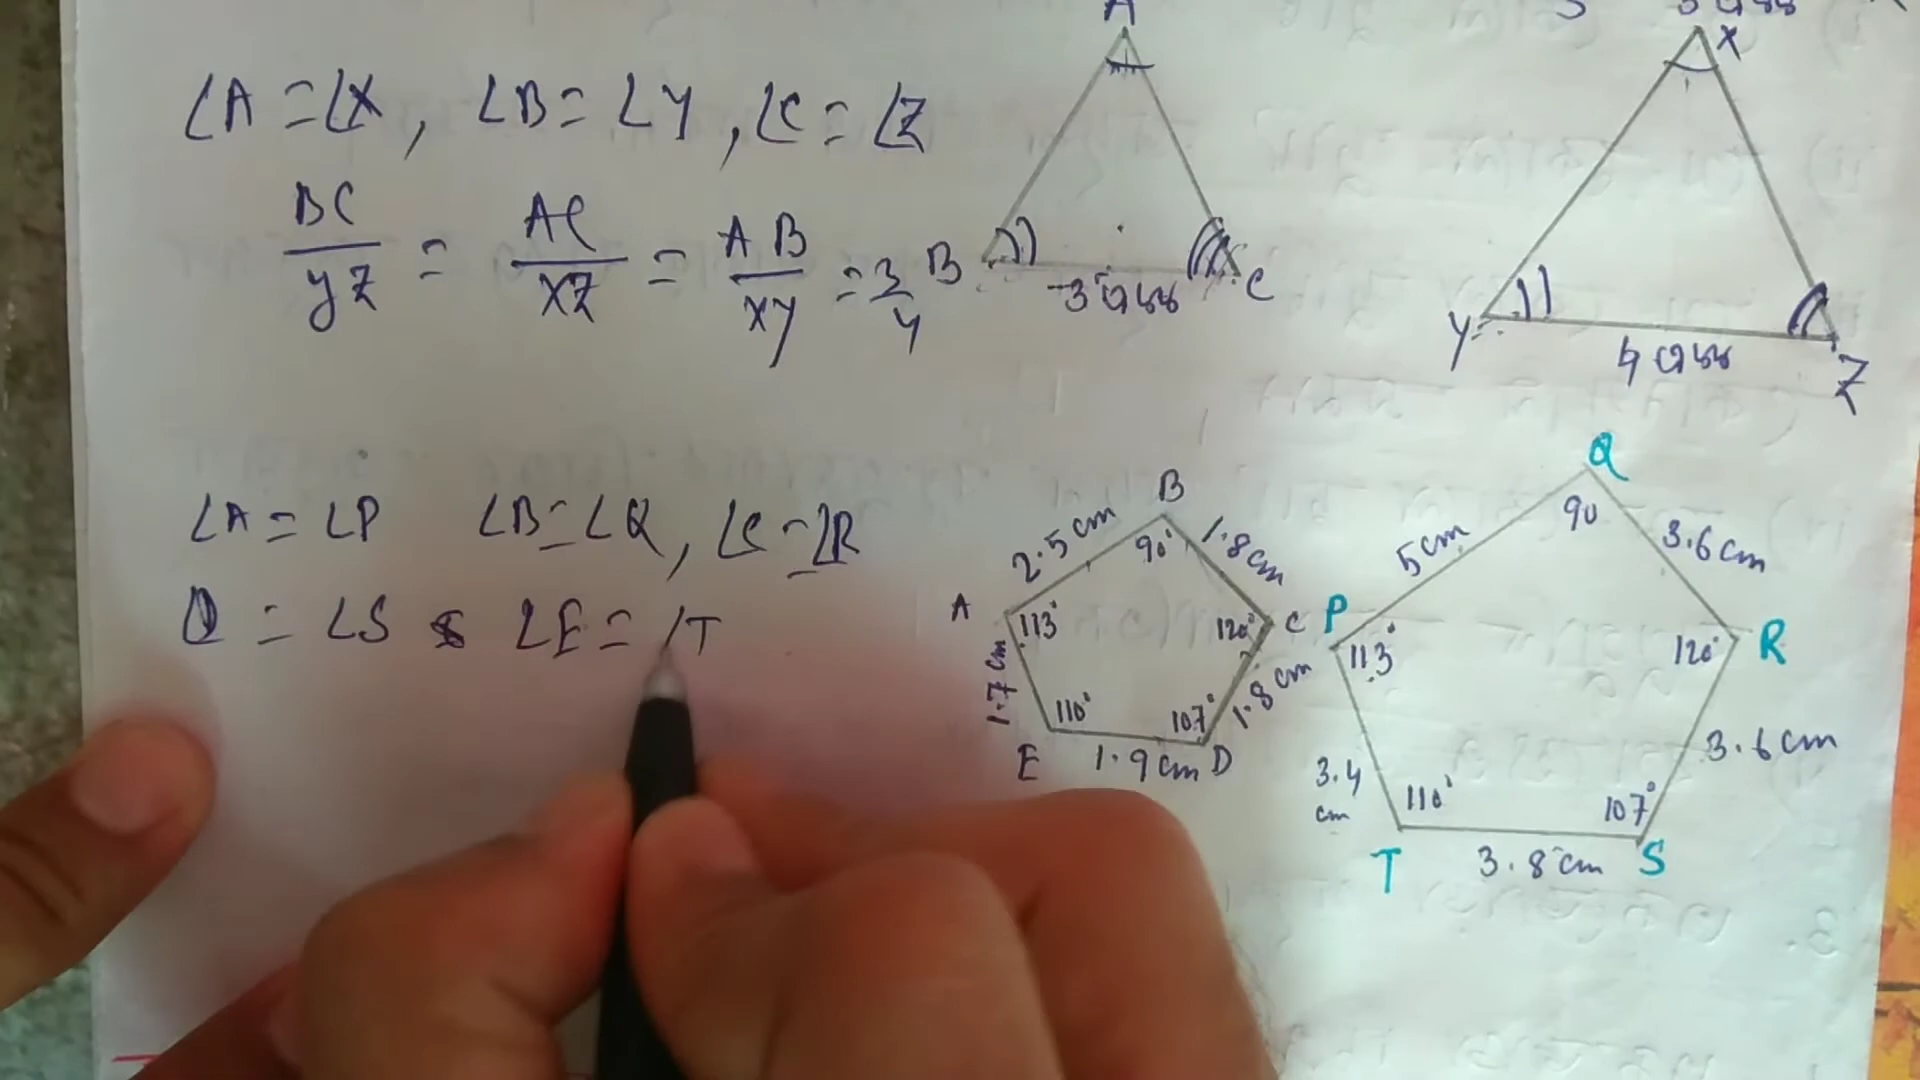 ∠A = ∠X, ∠B = ∠Y, ∠C = ∠Z
BC/YZ = AC/XZ = AB/XY = 3/4
A
B
3
C
X
Y
4
Z
∠A = ∠P ∠B = ∠Q, ∠C = ∠R
D = ∠S & ∠E = ∠T
B
2.5 cm
90°
1.8 cm
A
113°
120°
C
1.7 cm
110°
107°
1.8 cm
E
1.9 cm
D
Q
90
5 cm
3.6 cm
P
113°
120°
R
3.4 cm
110°
107°
3.6 cm
T
3.8 cm
S